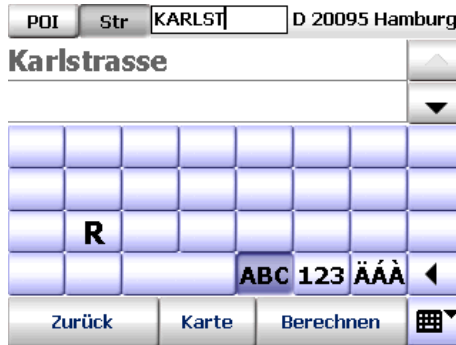 POI Str KARLST D 20095 Hamburg
Karlstrasse
R
ABC 123 ÄÁÀ
Zurück Karte Berechnen